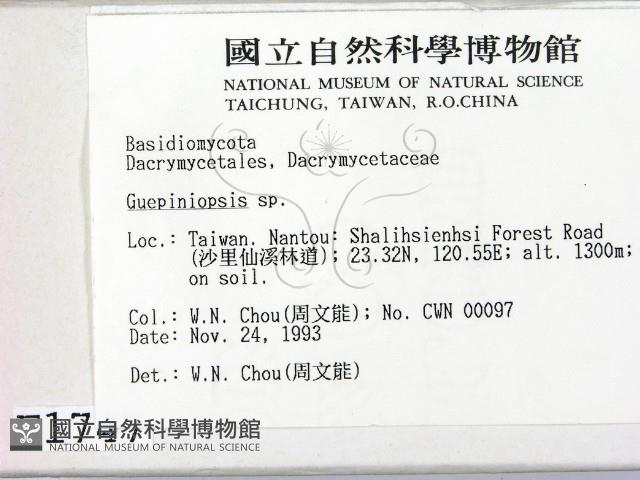 國立自然科學博物館
NATIONAL MUSEUM OF NATURAL SCIENCE
TAICHUNG, TAIWAN, R.O.CHINA
Basidiomycota
Dacrymycetales, Dacrymycetaceae
Guepiniopsis sp.
Loc.: Taiwan. Nantou: Shalihsienhsi Forest Road
(沙里仙溪林道); 23.32N, 120.55E; alt. 1300m;
on soil.
Col.: W.N. Chou(周文能); No. CWN 00097
Date: Nov. 24, 1993
Det.: W.N. Chou(周文能)
國立自然科學博物館
NATIONAL MUSEUM OF NATURAL SCIENCE